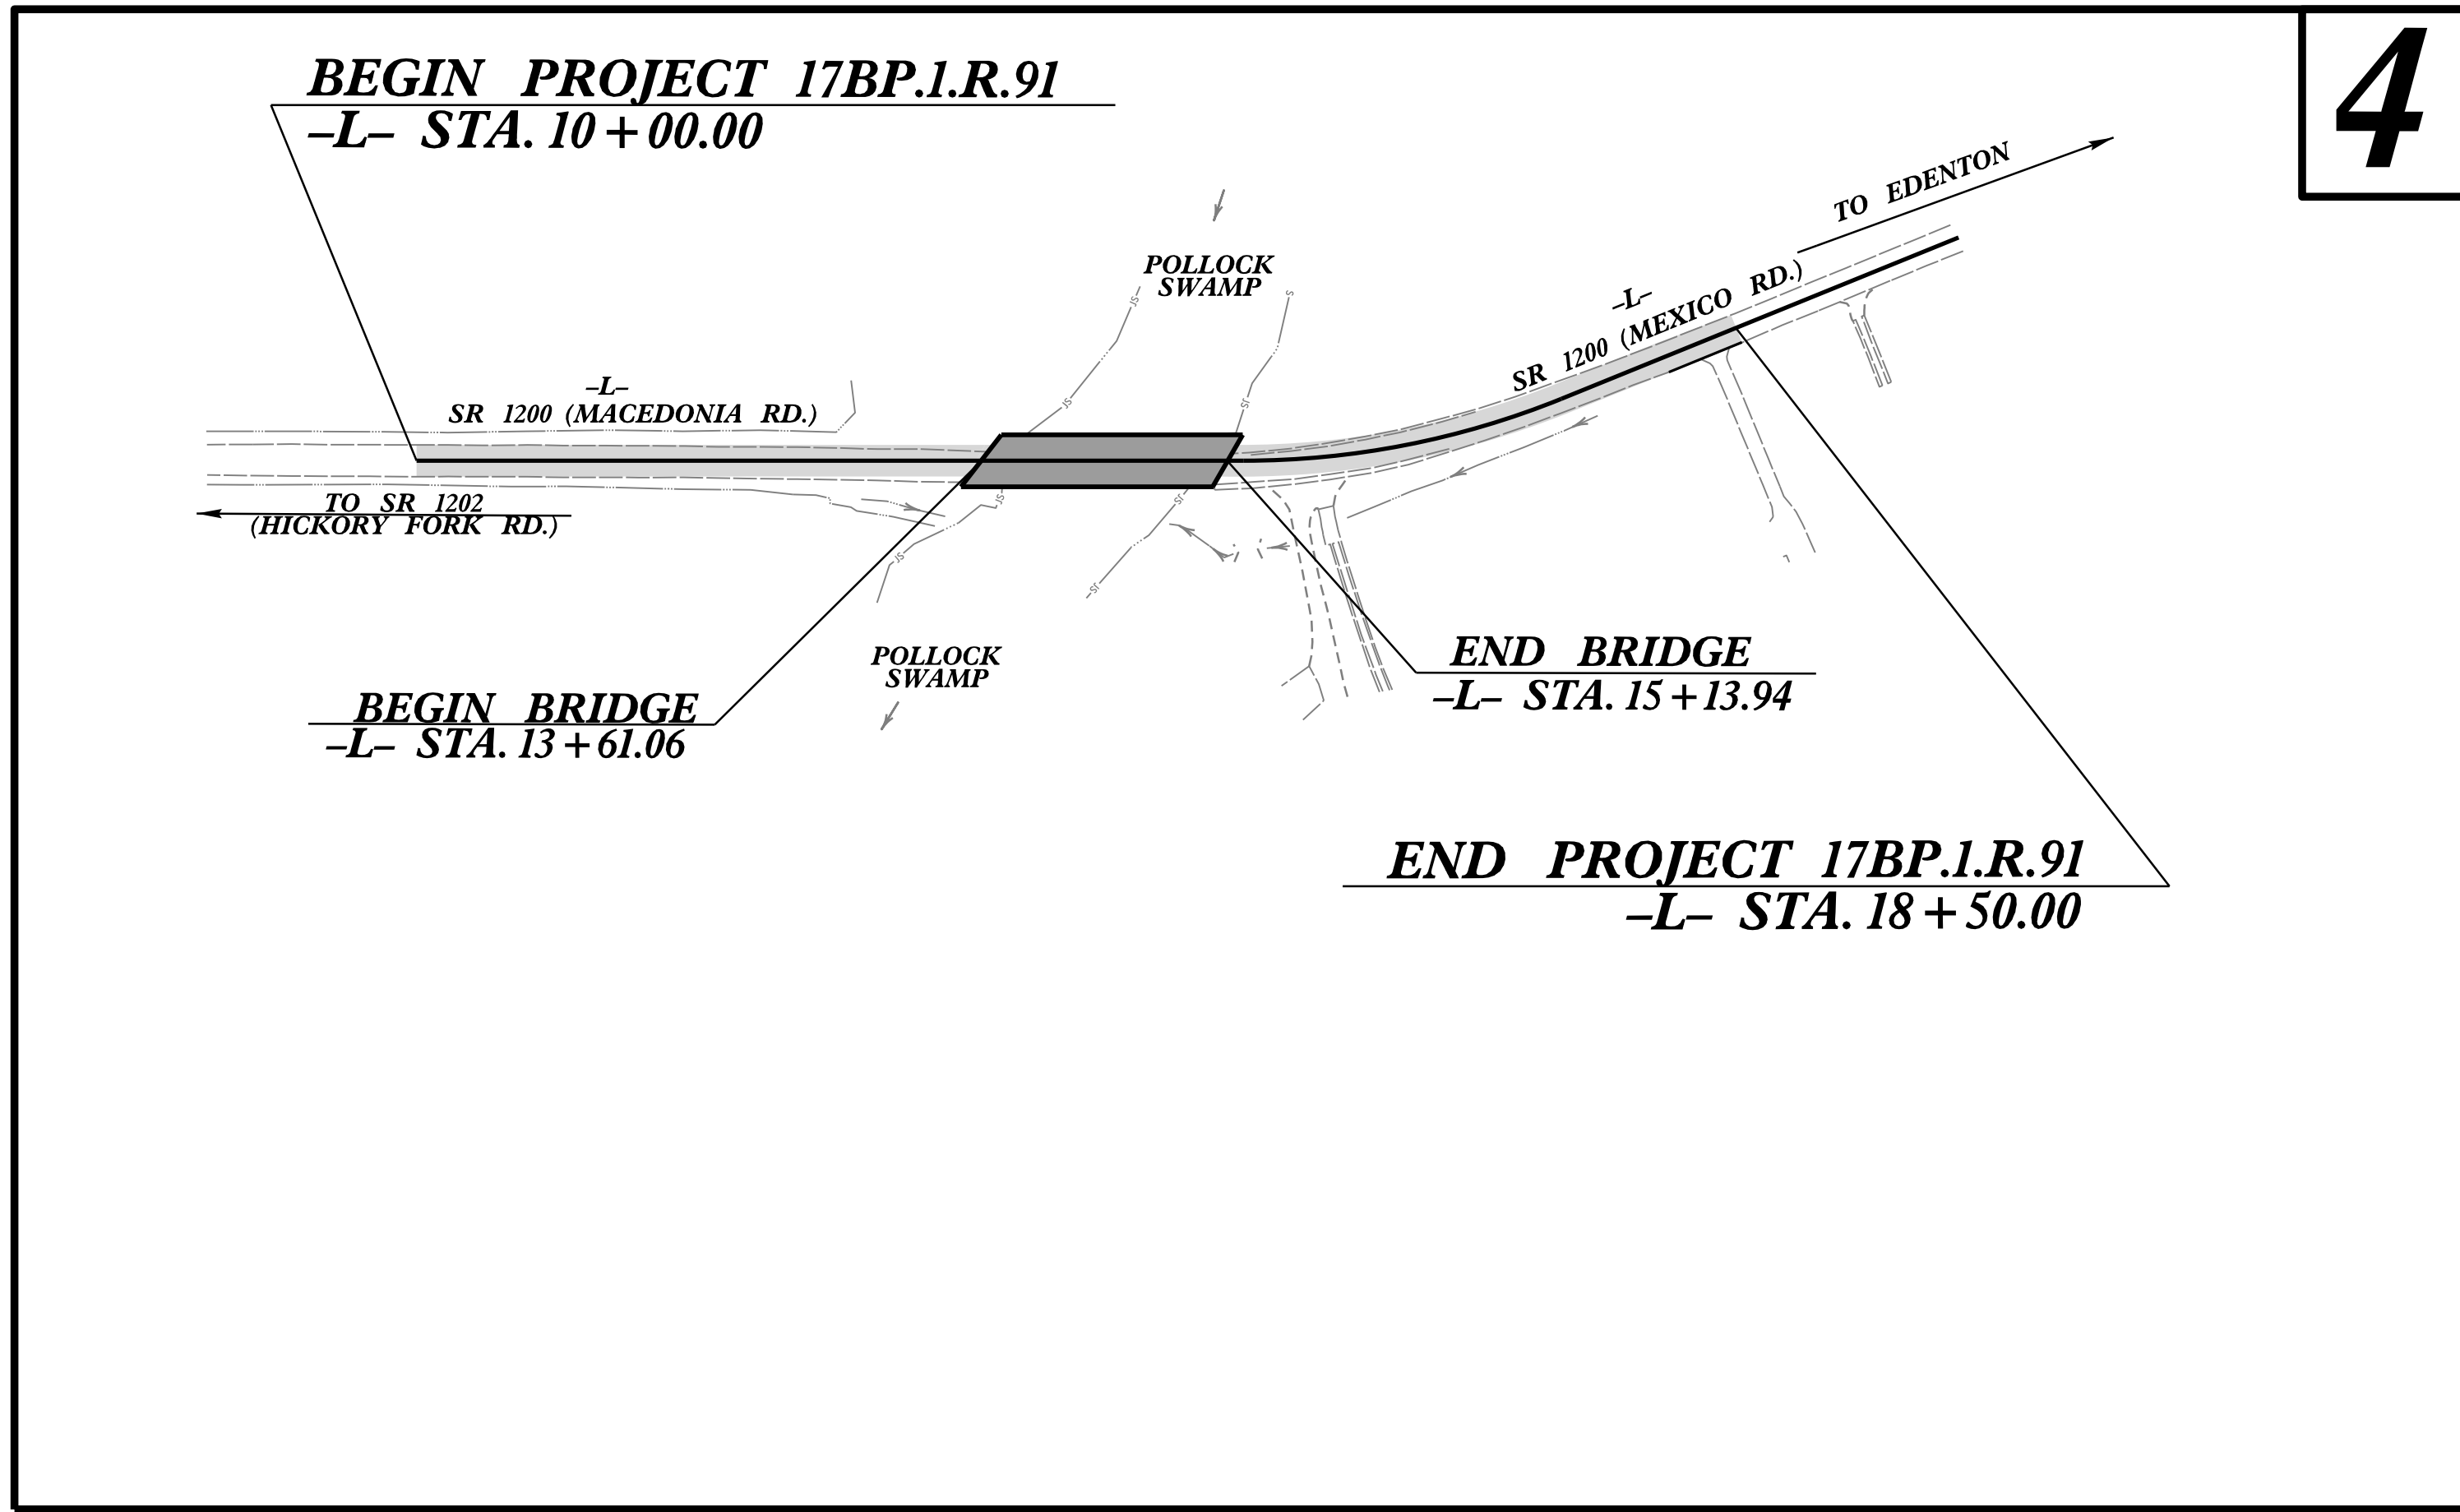 BEGIN PROJECT 17BP.1.R.91
–L– STA. 10+00.00
4
TO EDENTON
POLLOCK
SWAMP
–L–
SR 1200 (MEXICO RD.)
–L–
SR 1200 (MACEDONIA RD.)
TO SR 1202
(HICKORY FORK RD.)
POLLOCK
SWAMP
END BRIDGE
–L– STA. 15+13.94
BEGIN BRIDGE
–L– STA. 13+61.06
END PROJECT 17BP.1.R.91
–L– STA. 18+50.00